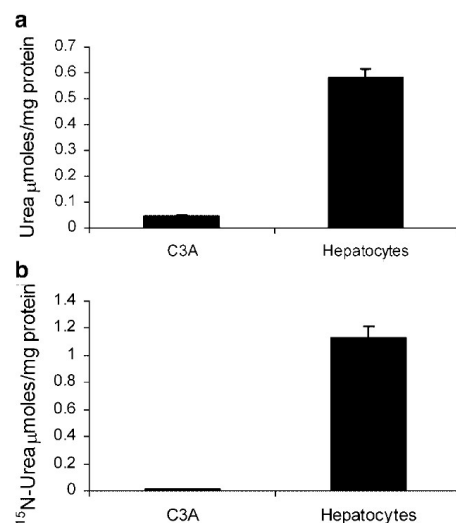 a
Urea µmoles/mg protein
0.7
0.6
0.5
0.4
0.3
0.2
0.1
0
C3A
Hepatocytes
b
¹⁵N-Urea µmoles/mg protein
1.4
1.2
1
0.8
0.6
0.4
0.2
0
C3A
Hepatocytes